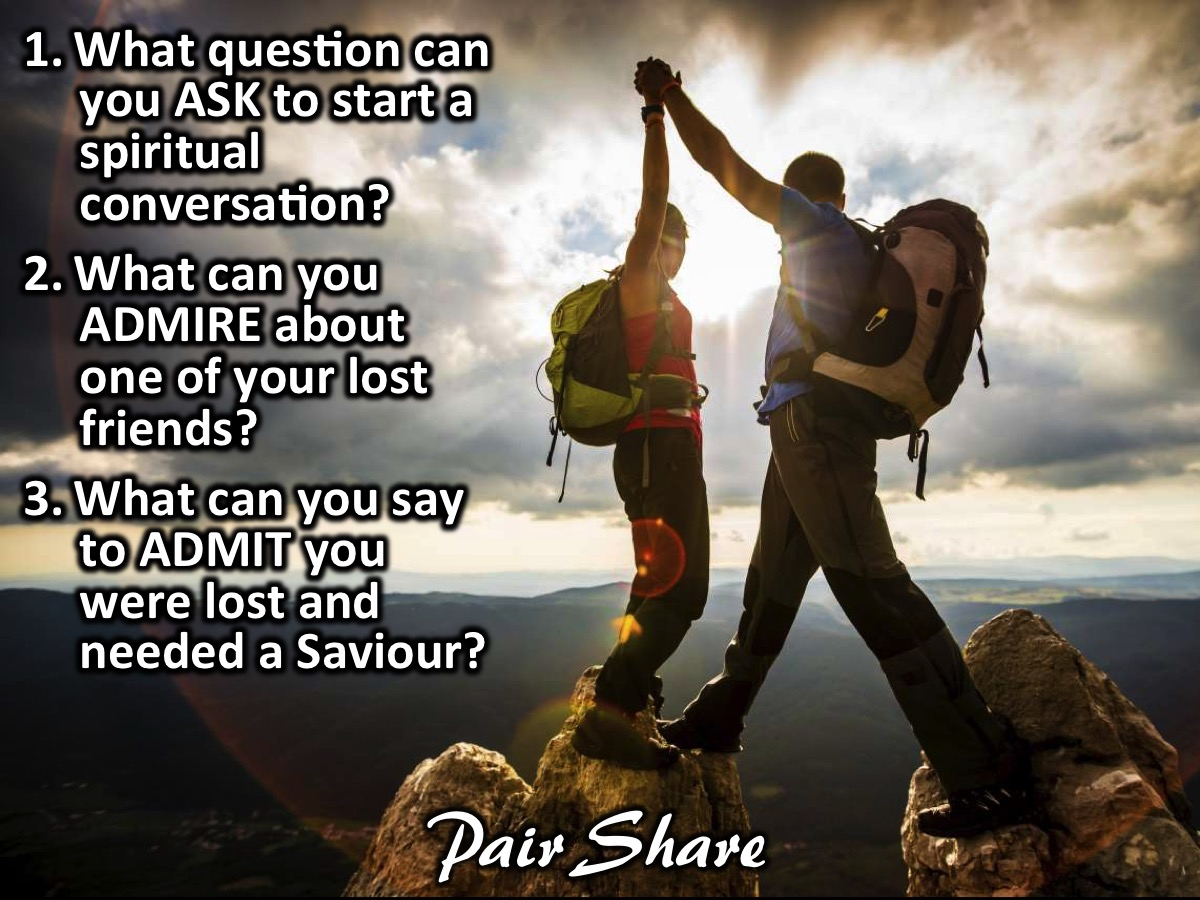 1. What question can
you ASK to start a
spiritual
conversation?
2. What can you
ADMIRE about
one of your lost
friends?
3. What can you say
to ADMIT you
were lost and
needed a Saviour?
Pair Share